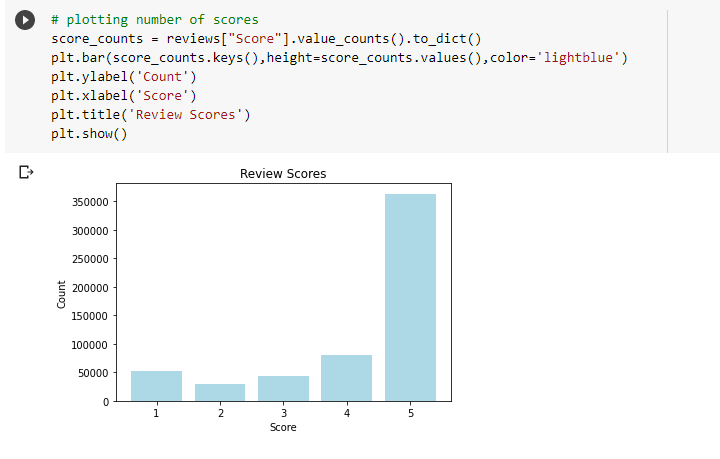 # plotting number of scores
score_counts = reviews["Score"].value_counts().to_dict()
plt.bar(score_counts.keys(),height=score_counts.values(),color='lightblue')
plt.ylabel('Count')
plt.xlabel('Score')
plt.title('Review Scores')
plt.show()
Review Scores
350000
300000
250000
200000
150000
100000
50000
0
Count
1 2 3 4 5
Score